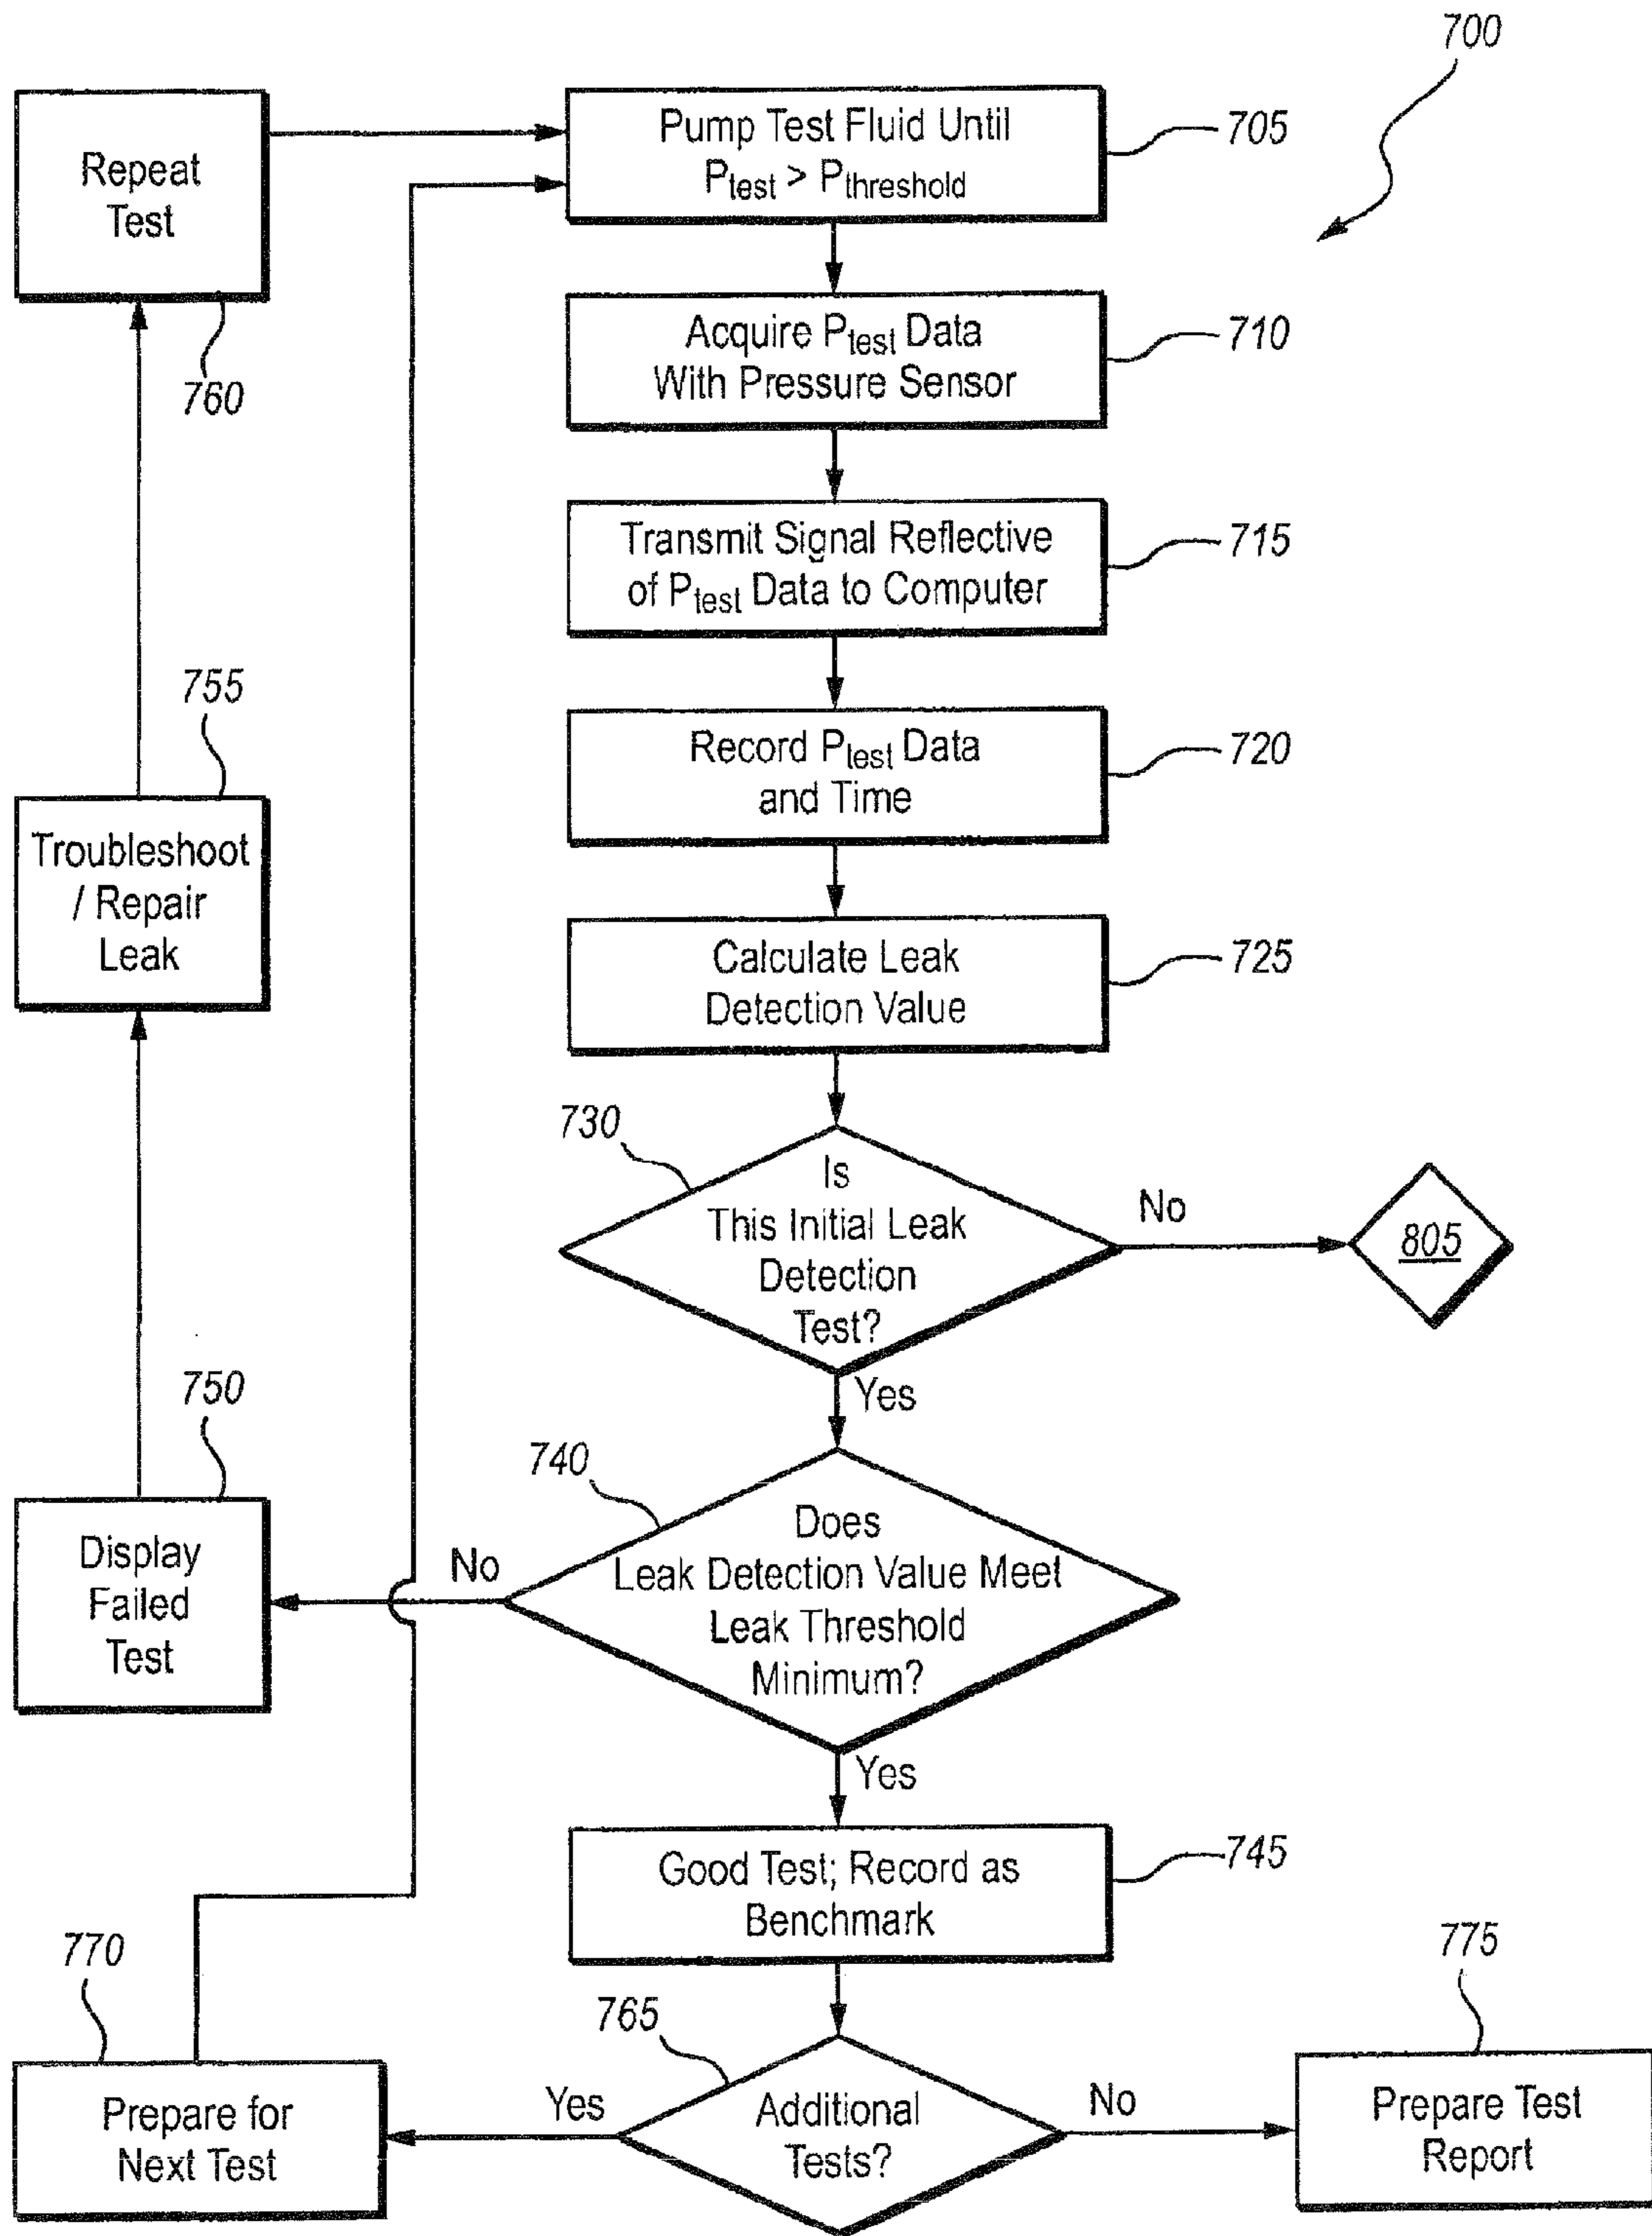 700
Repeat
Test
760
Pump Test Fluid Until
Ptest > Pthreshold
705
Acquire Ptest Data
With Pressure Sensor
710
Transmit Signal Reflective
of Ptest Data to Computer
715
755
Troubleshoot
/ Repair
Leak
Record Ptest Data
and Time
720
Calculate Leak
Detection Value
725
730
Is
This Initial Leak
Detection
Test?
No
805
Yes
750
Display
Failed
Test
No
740
Does
Leak Detection Value Meet
Leak Threshold
Minimum?
Yes
Good Test; Record as
Benchmark
745
770
Prepare for
Next Test
Yes
765
Additional
Tests?
No
775
Prepare Test
Report